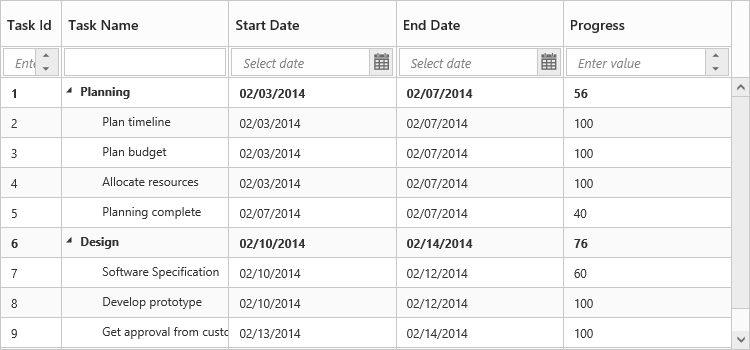 Task Id Task Name Start Date End Date Progress
Select date Select date Enter value
1 Planning 02/03/2014 02/07/2014 56
2 Plan timeline 02/03/2014 02/07/2014 100
3 Plan budget 02/03/2014 02/07/2014 100
4 Allocate resources 02/03/2014 02/07/2014 100
5 Planning complete 02/07/2014 02/07/2014 40
6 Design 02/10/2014 02/14/2014 76
7 Software Specification 02/10/2014 02/12/2014 60
8 Develop prototype 02/10/2014 02/12/2014 100
9 Get approval from 02/13/2014 02/14/2014 100